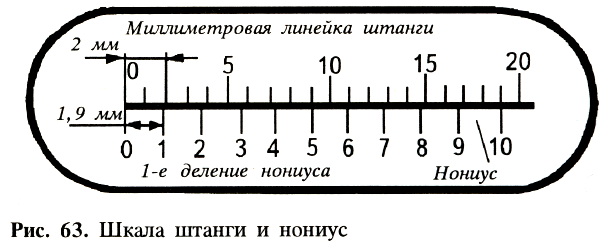 Миллиметровая линейка штанги
2 мм
0 5 10 15 20
1,9 мм
0 1 2 3 4 5 6 7 8 9 10
1-е деление нониуса Нониус
Рис. 63. Шкала штанги и нониус